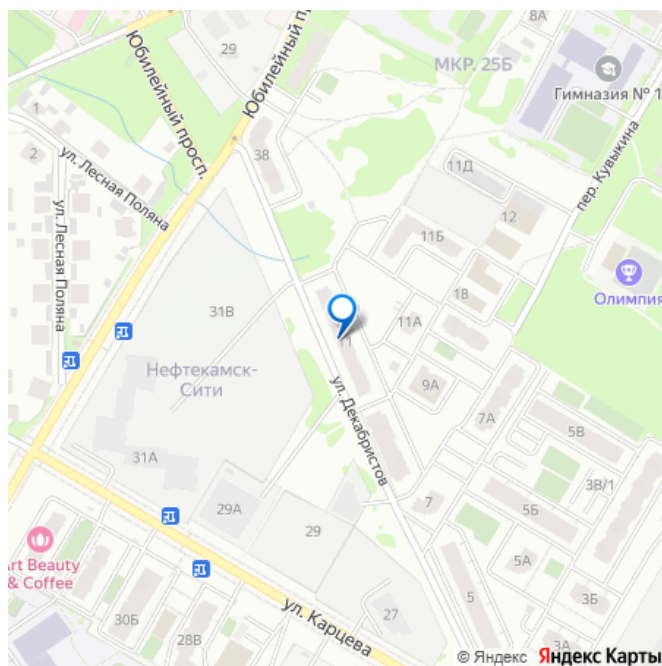 8А
29
Юбилейный пр
МКР. 25Б
Гимназия № 1
Юбилейный просп.
1
2
ул. Лесная Поляна
ул. Лесная Поляна
38
11Д
12
пер. Кувыкина
11Б
18
Олимпия
31В
11
11А
Нефтекамск-
Сити
9А
ул. Декабристов
7А
5В
31А
3В/1
29А
29
7
5Б
Art Beauty
& Coffee
5А
30Б
28В
ул. Карцева
27
5
3Б
3А
© Яндекс Яндекс Карты